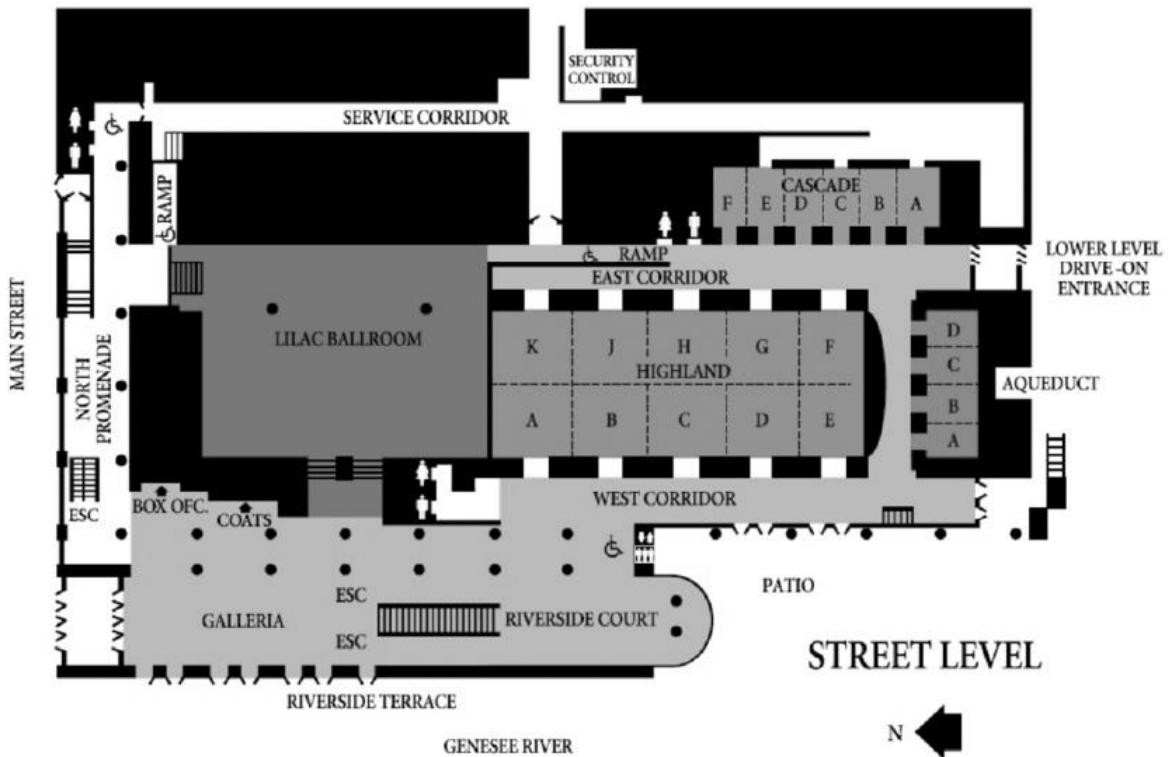 SECURITY
CONTROL
SERVICE CORRIDOR
RAMP
CASCADE
F E D C B A
RAMP
EAST CORRIDOR
LOWER LEVEL
DRIVE -ON
ENTRANCE
MAIN STREET
NORTH
PROMENADE
LILAC BALLROOM
K J H G F
HIGHLAND
A B C D E
D
C
B
A
AQUEDUCT
ESC
BOX OFC.
COATS
WEST CORRIDOR
PATIO
ESC
GALLERIA
RIVERSIDE COURT
ESC
STREET LEVEL
RIVERSIDE TERRACE
N
GENESEE RIVER